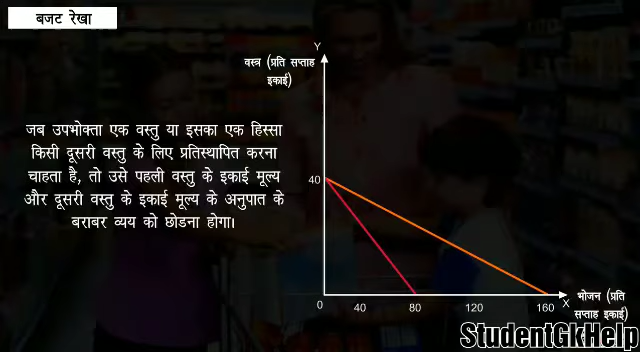 बजट रेखा
Y
वस्त्र (प्रति सप्ताह
इकाई)
जब उपभोक्ता एक वस्तु या इसका एक हिस्सा
किसी दूसरी वस्तु के लिए प्रतिस्थापित करना
चाहता है, तो उसे पहली वस्तु के इकाई मूल्य
और दूसरी वस्तु के इकाई मूल्य के अनुपात के
बराबर व्यय को छोडना होगा।
40
0 40 80 120 160 X
भोजन (प्रति
सप्ताह इकाई)
StudentGkHelp